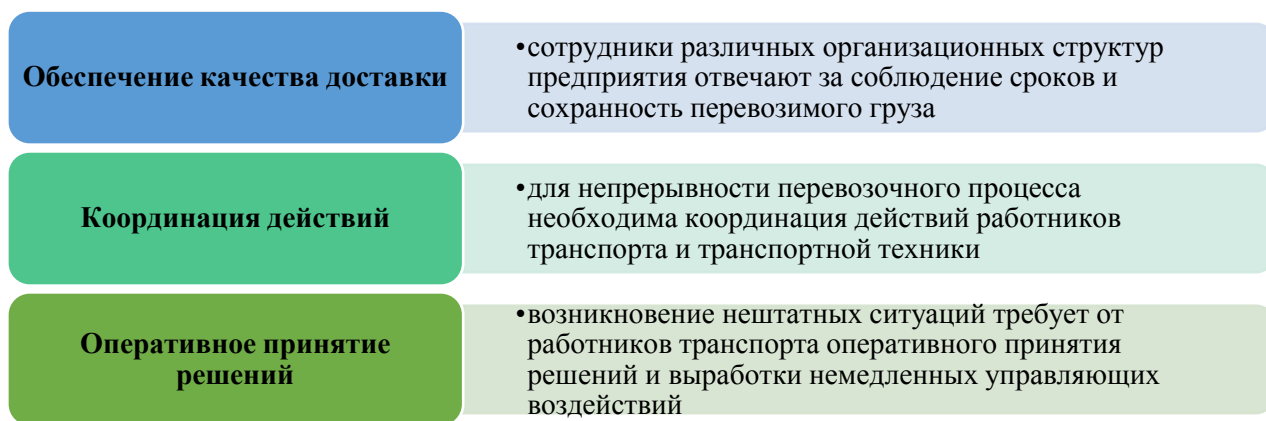 Обеспечение качества доставки
•сотрудники различных организационных структур
предприятия отвечают за соблюдение сроков и
сохранность перевозимого груза
Координация действий
•для непрерывности перевозочного процесса
необходима координация действий работников
транспорта и транспортной техники
Оперативное принятие
решений
•возникновение нештатных ситуаций требует от
работников транспорта оперативного принятия
решений и выработки немедленных управляющих
воздействий